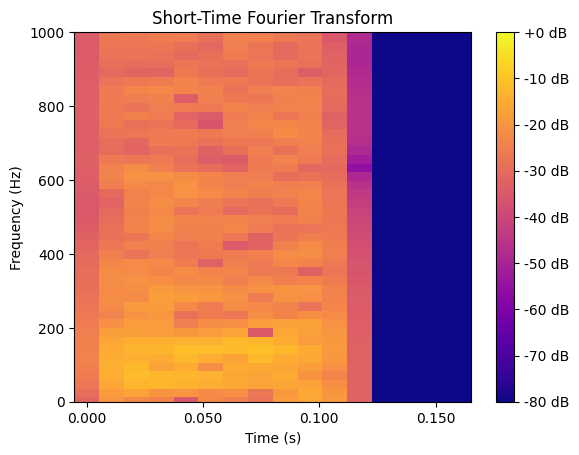 Short-Time Fourier Transform
1000
800
600
400
200
0
Frequency (Hz)
0.000
0.050
0.100
0.150
Time (s)
+0 dB
-10 dB
-20 dB
-30 dB
-40 dB
-50 dB
-60 dB
-70 dB
-80 dB